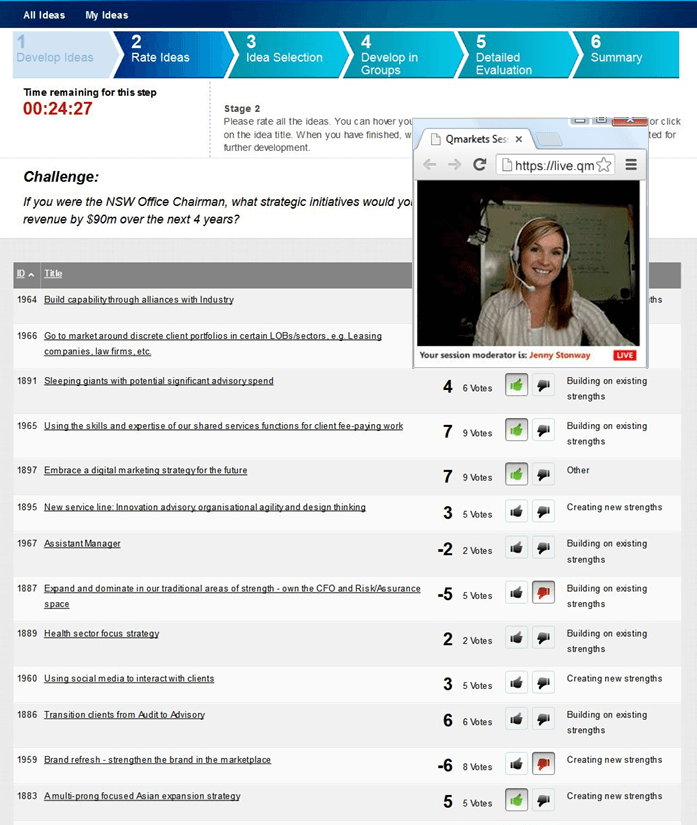 All Ideas My Ideas
1 Develop Ideas
2 Rate Ideas
3 Idea Selection
4 Develop in
Groups
5 Detailed
Evaluation
6 Summary
Time remaining for this step
00:24:27
Stage 2
Please rate all the ideas. You can hover you or click
on the idea title. When you have finished, w ted for
further development.
Challenge:
If you were the NSW Office Chairman, what strategic initiatives would you
revenue by $90m over the next 4 years?
Qmarkets Ses
https://live.qm
Your session moderator is: Jenny Stonway LIVE
ID Title
1964 Build capability through alliances with Industry ngths
1966 Go to market around discrete client portfolios in certain LOBs/sectors, e.g. Leasing
companies, law firms, etc.
1891 Sleeping giants with potential significant advisory spend 4 6 Votes Building on existing
strengths
1965 Using the skills and expertise of our shared services functions for client fee-paying work 7 9 Votes Building on existing
strengths
1897 Embrace a digital marketing strategy for the future 7 9 Votes Other
1895 New service line: Innovation advisory, organisational agility and design thinking 3 5 Votes Creating new strengths
1967 Assistant Manager -2 2 Votes Building on existing
strengths
1887 Expand and dominate in our traditional areas of strength - own the CFO and Risk/Assurance -5 5 Votes Building on existing
space strengths
1889 Health sector focus strategy 2 2 Votes Building on existing
strengths
1960 Using social media to interact with clients 3 5 Votes Creating new strengths
1886 Transition clients from Audit to Advisory 6 6 Votes Building on existing
strengths
1959 Brand refresh - strengthen the brand in the marketplace -6 8 Votes Creating new strengths
1883 A multi-prong focused Asian expansion strategy 5 5 Votes Creating new strengths